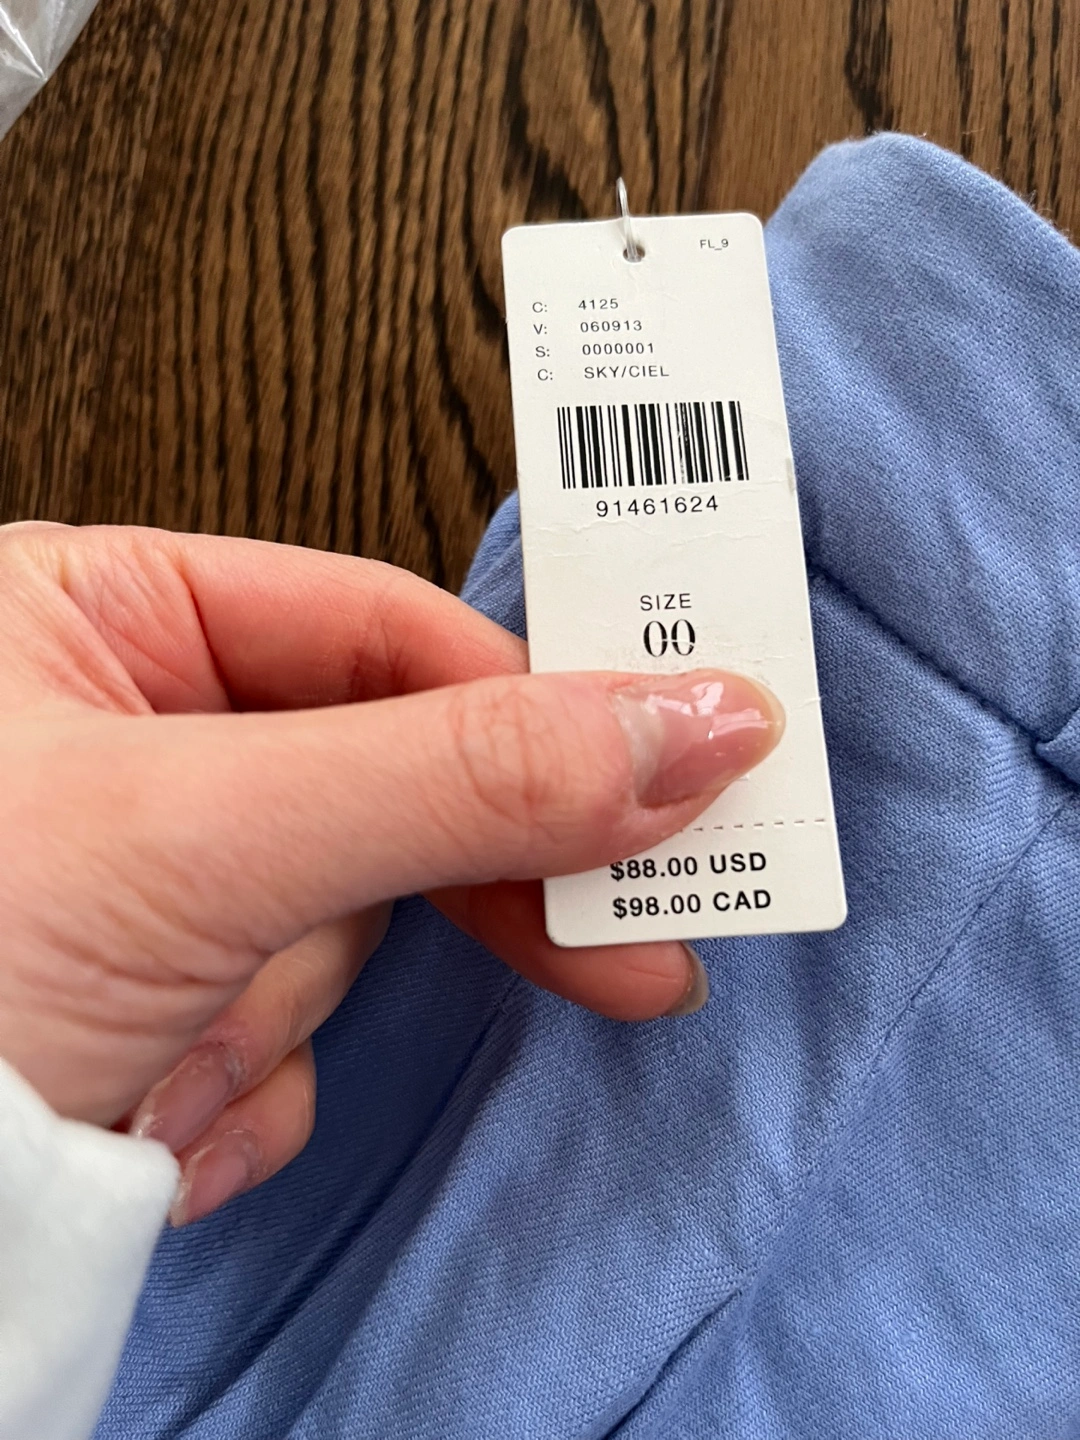 FL_9
C: 4125
V: 060913
S: 0000001
C: SKY/CIEL
91461624
SIZE
00
$88.00 USD
$98.00 CAD